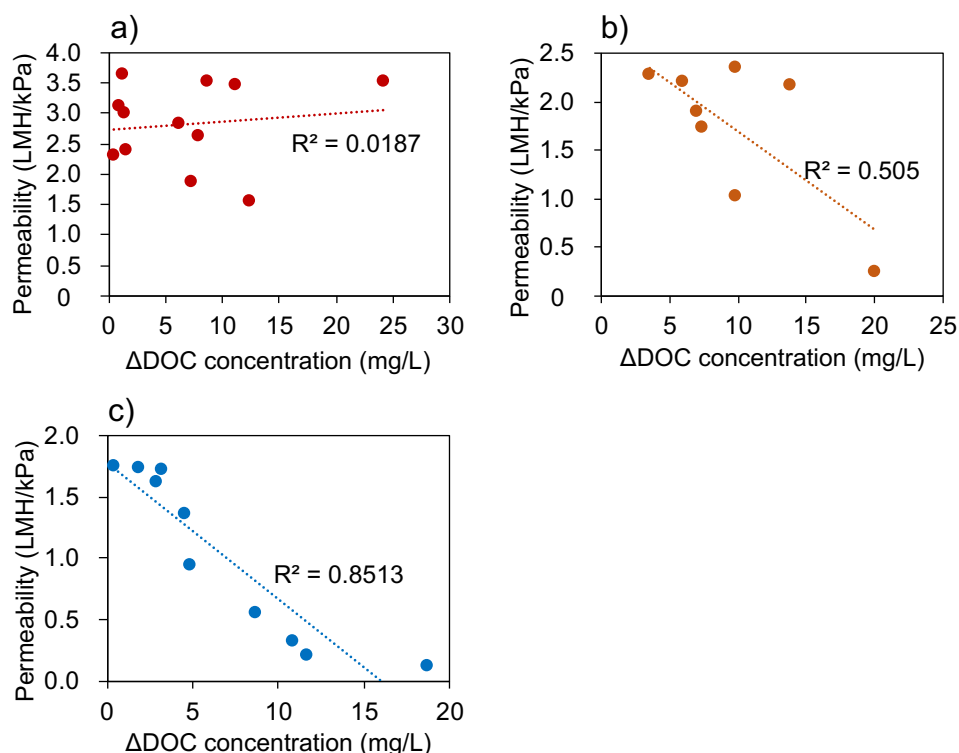 a)
Permeability (LMH/kPa)
4.0
3.5
3.0
2.5
2.0
1.5
1.0
0.5
0
R² = 0.0187
0 5 10 15 20 25 30
ΔDOC concentration (mg/L)
b)
Permeability (LMH/kPa)
2.5
2.0
1.5
1.0
0.5
0
R² = 0.505
0 5 10 15 20 25
ΔDOC concentration (mg/L)
c)
Permeability (LMH/kPa)
2.0
1.5
1.0
0.5
0.0
R² = 0.8513
0 5 10 15 20
ΔDOC concentration (mg/L)